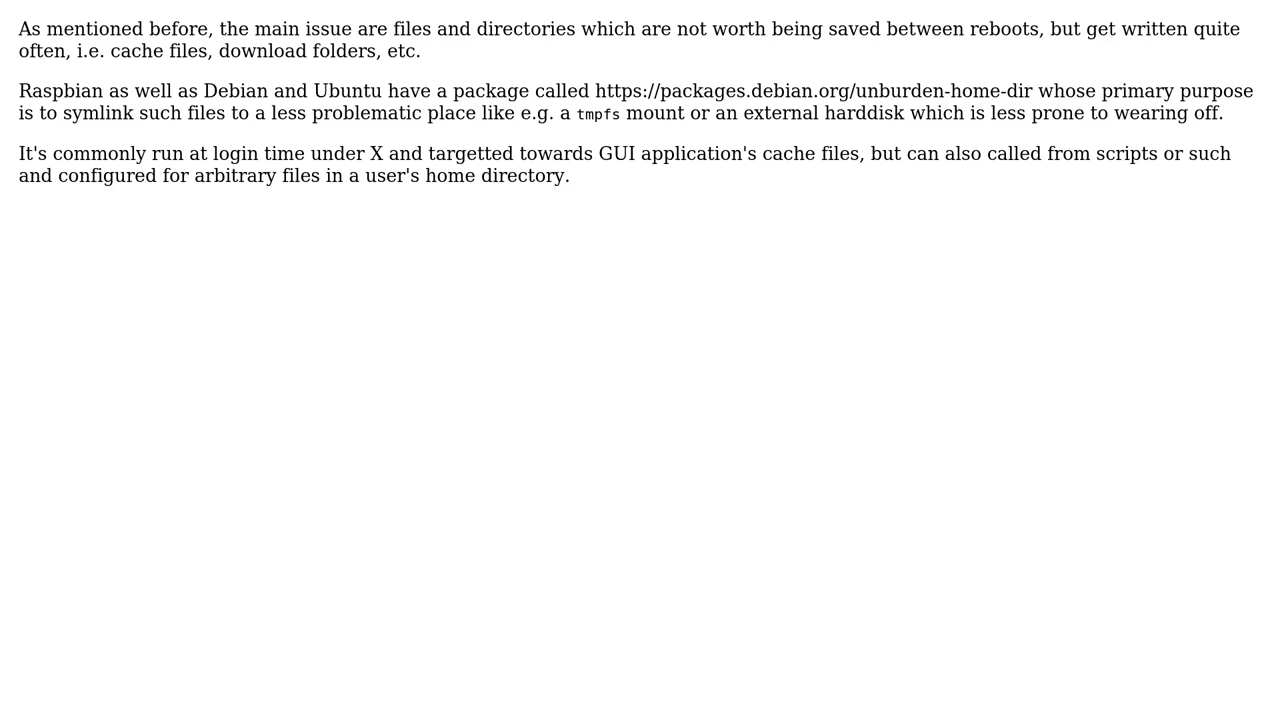 As mentioned before, the main issue are files and directories which are not worth being saved between reboots, but get written quite
often, i.e. cache files, download folders, etc.
Raspbian as well as Debian and Ubuntu have a package called https://packages.debian.org/unburden-home-dir whose primary purpose
is to symlink such files to a less problematic place like e.g. a tmpfs mount or an external harddisk which is less prone to wearing off.
It's commonly run at login time under X and targetted towards GUI application's cache files, but can also called from scripts or such
and configured for arbitrary files in a user's home directory.